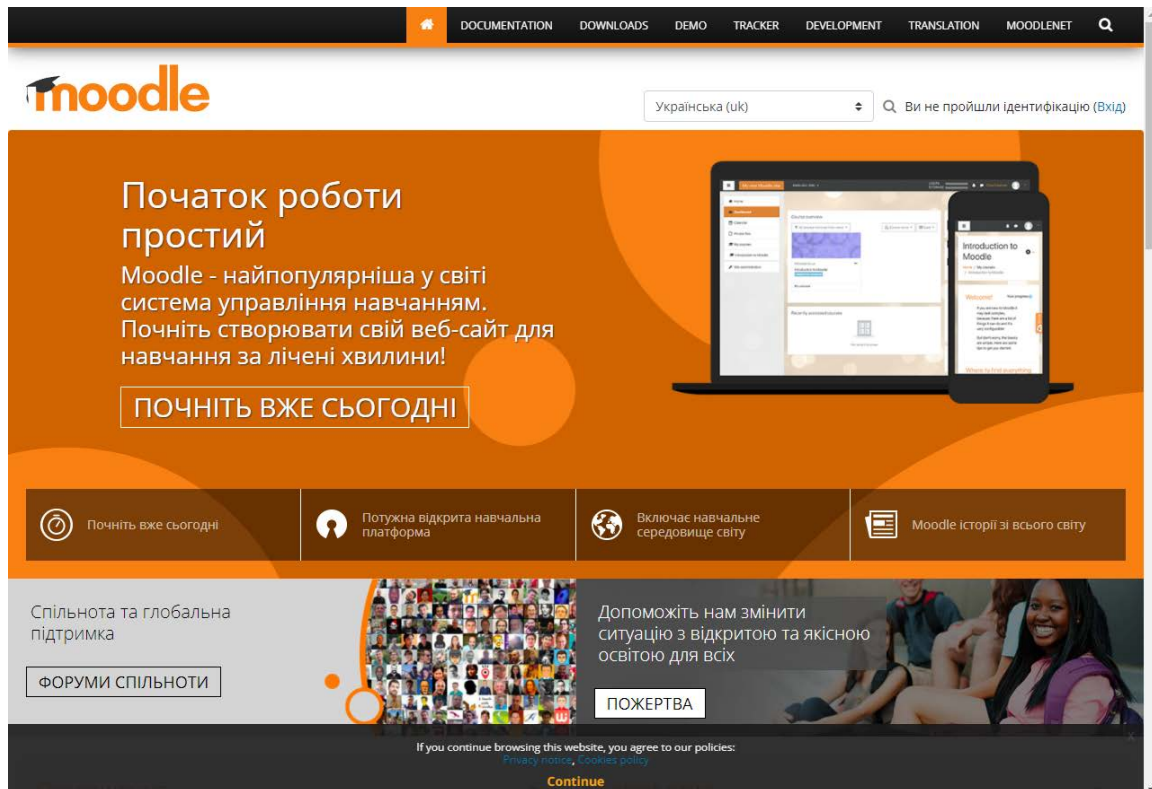 DOCUMENTATION DOWNLOADS DEMO TRACKER DEVELOPMENT TRANSLATION MOODLENET
moodle
Українська (uk)
Ви не пройшли ідентифікацію (Вхід)
Початок роботи
простий
Moodle - найпопулярніша у світі
система управління навчанням.
Почніть створювати свій веб-сайт для
навчання за лічені хвилини!
ПОЧНІТЬ ВЖЕ СЬОГОДНІ
Introduction to
Moodle
Welcome!
Почніть вже сьогодні
Потужна відкрита навчальна
платформа
Включає навчальне
середовище світу
Moodle історії зі всього світу
Спільнота та глобальна
підтримка
ФОРУМИ СПІЛЬНОТИ
Допоможіть нам змінити
ситуацію з відкритою та якісною
освітою для всіх
ПОЖЕРТВА
If you continue browsing this website, you agree to our policies:
Privacy notice, Cookies policy
Continue
x